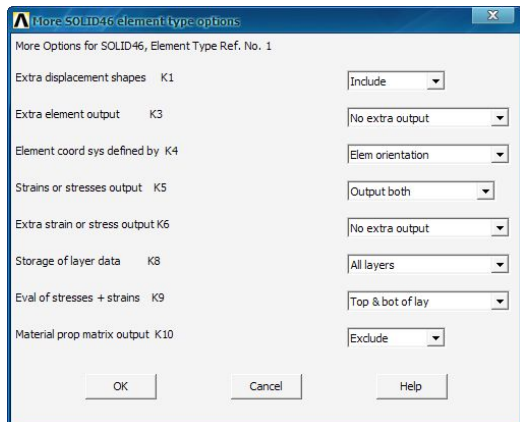 More SOLID46 element type options
More Options for SOLID46, Element Type Ref. No. 1
Extra displacement shapes K1 Include
Extra element output K3 No extra output
Element coord sys defined by K4 Elem orientation
Strains or stresses output K5 Output both
Extra strain or stress output K6 No extra output
Storage of layer data K8 All layers
Eval of stresses + strains K9 Top & bot of lay
Material prop matrix output K10 Exclude
OK Cancel Help